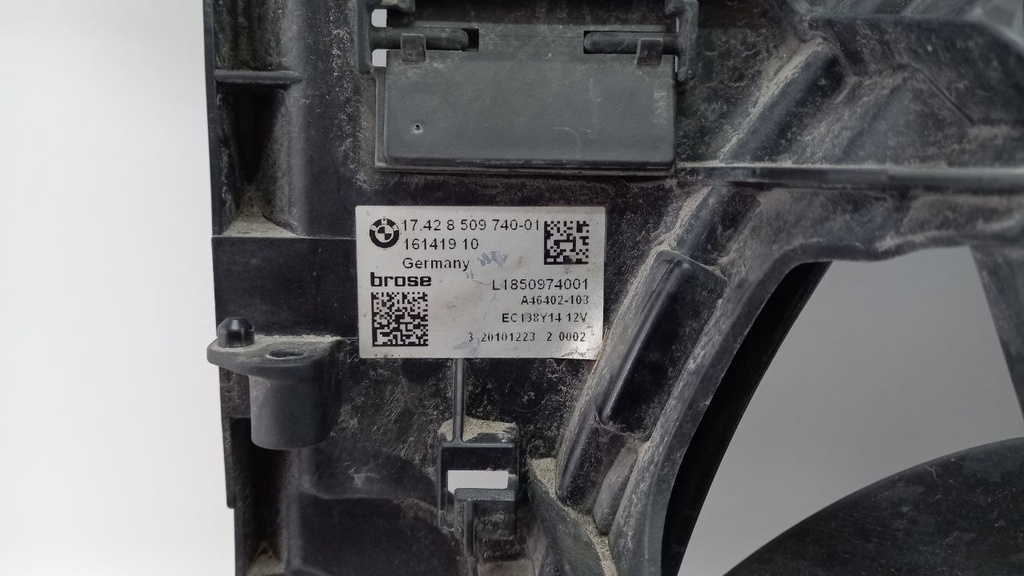 17.42 8 509 740-01
161419 10
Germany
brose
L1850974001
A46402-103
EC138Y14 12V
3 20101223 2 0002